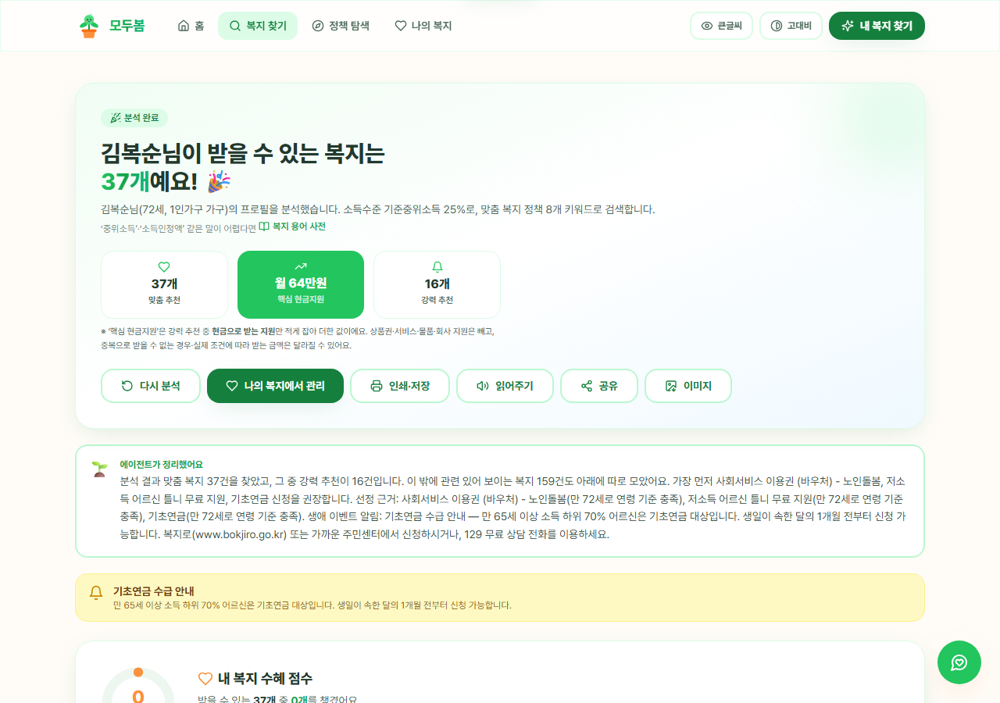 모두봄
홈
복지 찾기
정책 탐색
나의 복지
큰글씨
고대비
내 복지 찾기
분석 완료
김복순님이 받을 수 있는 복지는
37개예요! 🎉
김복순님(72세, 1인가구 가구)의 프로필을 분석했습니다. 소득수준 기준중위소득 25%로, 맞춤 복지 정책 8개 키워드로 검색합니다.
'중위소득'·'소득인정액' 같은 말이 어렵다면 복지 용어 사전
37개
맞춤 추천
월 64만원
핵심 현금지원
16개
강력 추천
※ '핵심 현금지원'은 강력 추천 중 현금으로 받는 지원만 적게 잡아 더한 값이에요. 상품권·서비스·물품·회사 지원은 빼고,
중복으로 받을 수 없는 경우·실제 조건에 따라 받는 금액은 달라질 수 있어요.
다시 분석
나의 복지에서 관리
인쇄·저장
읽어주기
공유
이미지
에이전트가 정리했어요
분석 결과 맞춤 복지 37건을 찾았고, 그 중 강력 추천이 16건입니다. 이 밖에 관련 있어 보이는 복지 159건도 아래에 따로 모았어요. 가장 먼저 사회서비스 이용권 (바우처) - 노인돌봄, 저소
득 어르신 틀니 무료 지원, 기초연금 신청을 권장합니다. 선정 근거: 사회서비스 이용권 (바우처) - 노인돌봄(만 72세로 연령 기준 충족), 저소득 어르신 틀니 무료 지원(만 72세로 연령 기준
충족), 기초연금(만 72세로 연령 기준 충족). 생애 이벤트 알림: 기초연금 수급 안내 — 만 65세 이상 소득 하위 70% 어르신은 기초연금 대상입니다. 생일이 속한 달의 1개월 전부터 신청 가
능합니다. 복지로(www.bokjiro.go.kr) 또는 가까운 주민센터에서 신청하시거나, 129 무료 상담 전화를 이용하세요.
기초연금 수급 안내
만 65세 이상 소득 하위 70% 어르신은 기초연금 대상입니다. 생일이 속한 달의 1개월 전부터 신청 가능합니다.
0
내 복지 수혜 점수
받을 수 있는 37개 중 0개를 챙겼어요